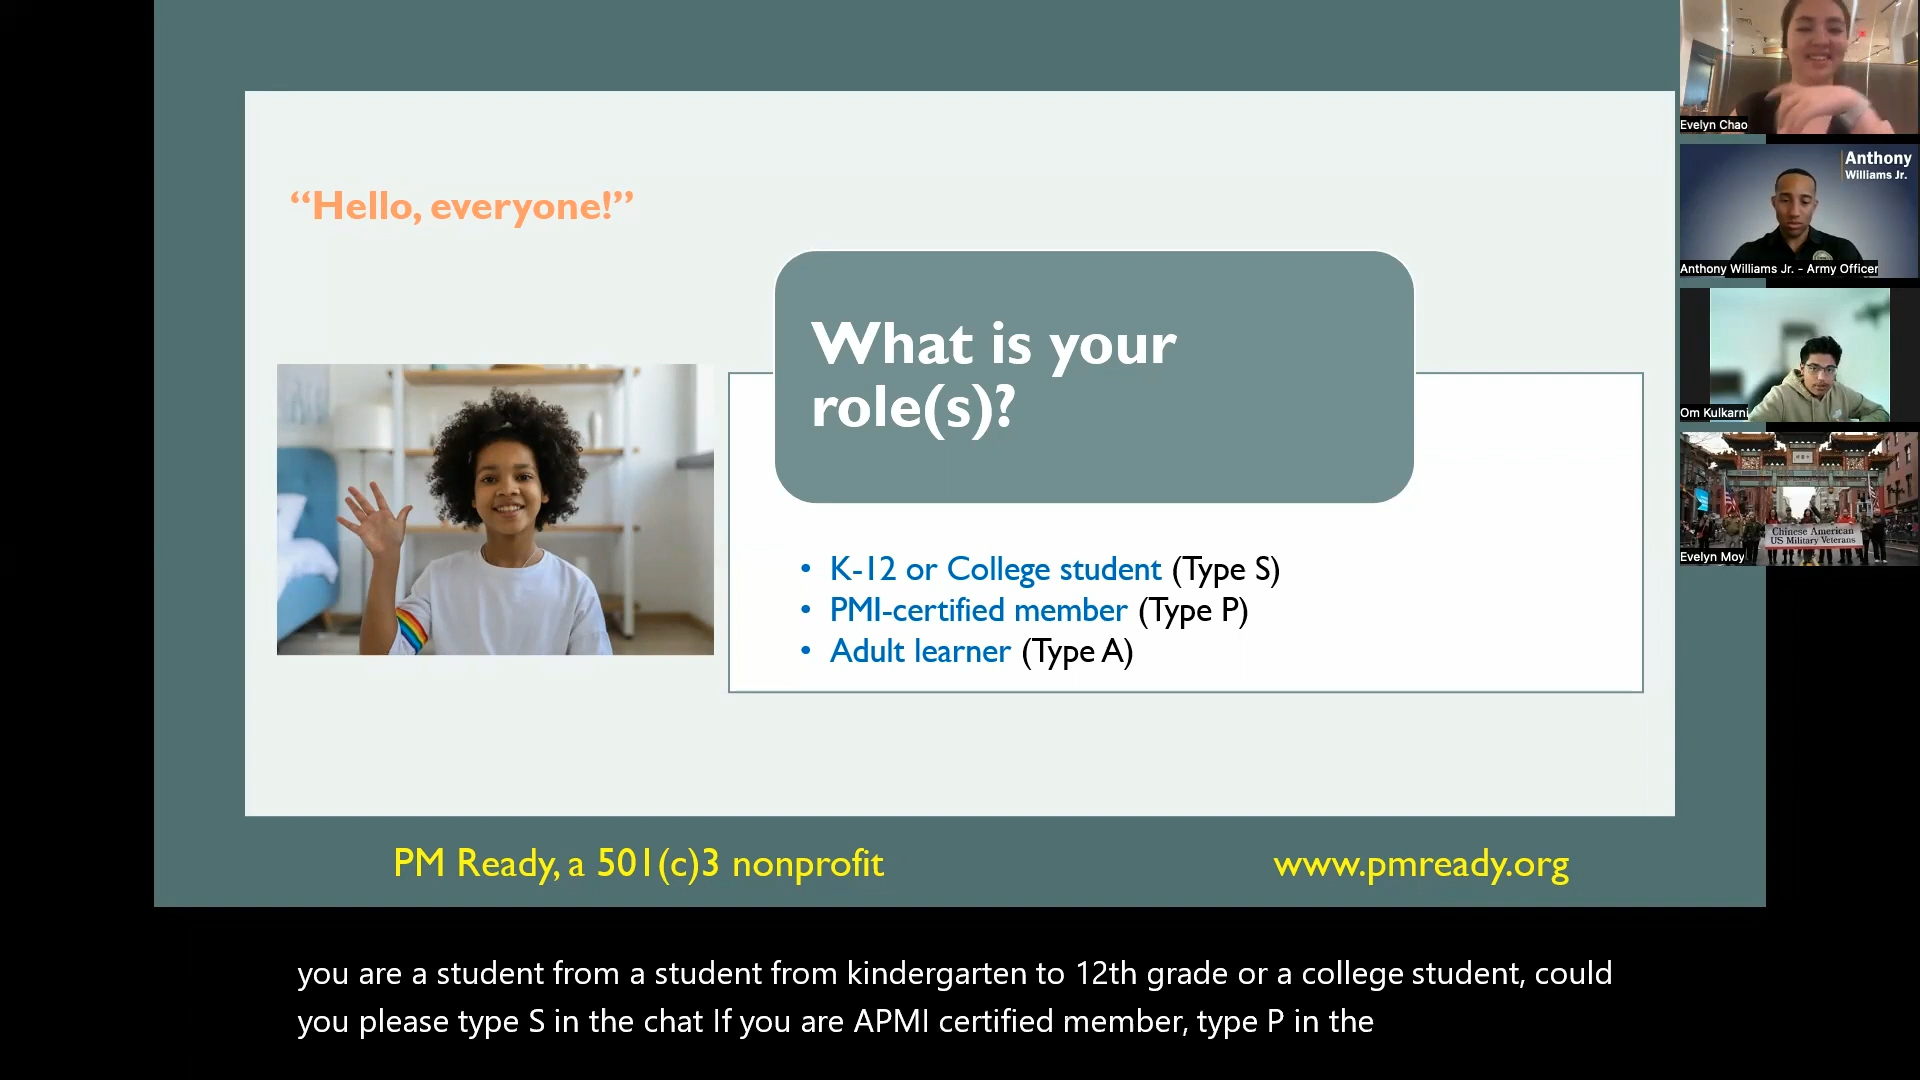 “Hello, everyone!”
What is your
role(s)?
• K-12 or College student (Type S)
• PMI-certified member (Type P)
• Adult learner (Type A)
PM Ready, a 501(c)3 nonprofit
www.pmready.org
Evelyn Chao
Anthony
Williams Jr.
Anthony Williams Jr. - Army Officer
Om Kulkarni
Chinese American
US Military Veterans
Evelyn Moy
you are a student from a student from kindergarten to 12th grade or a college student, could
you please type S in the chat If you are APMI certified member, type P in the